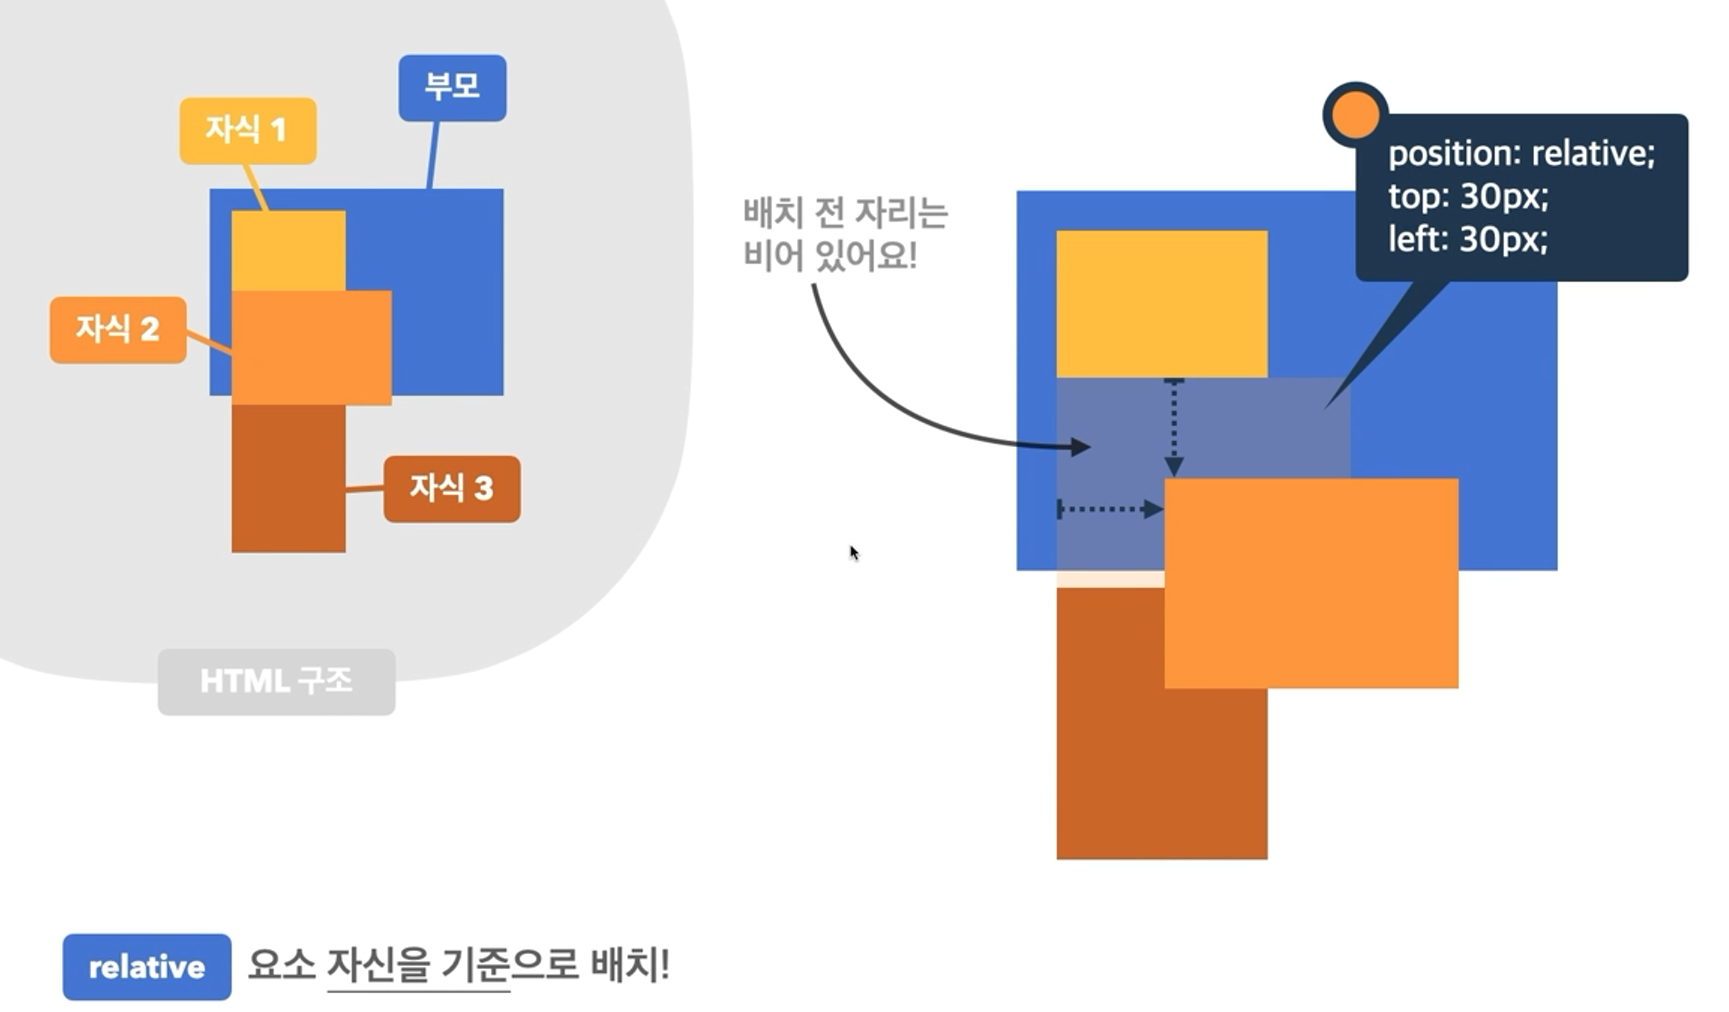 부모
자식 1
자식 2
자식 3
HTML 구조
배치 전 자리는
비어 있어요!
position: relative;
top: 30px;
left: 30px;
relative 요소 자신을 기준으로 배치!